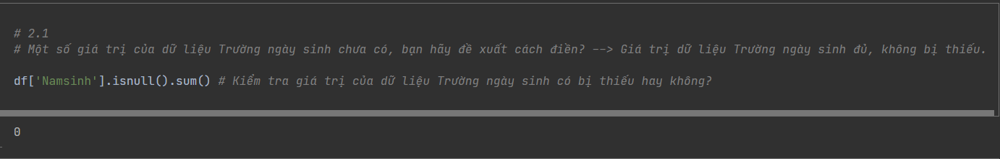 # 2.1
# Một số giá trị của dữ liệu Trường ngày sinh chưa có, bạn hãy đề xuất cách điền? --> Giá trị dữ liệu Trường ngày sinh đủ, không bị thiếu.
df['Namsinh'].isnull().sum() # Kiểm tra giá trị của dữ liệu Trường ngày sinh có bị thiếu hay không?
0